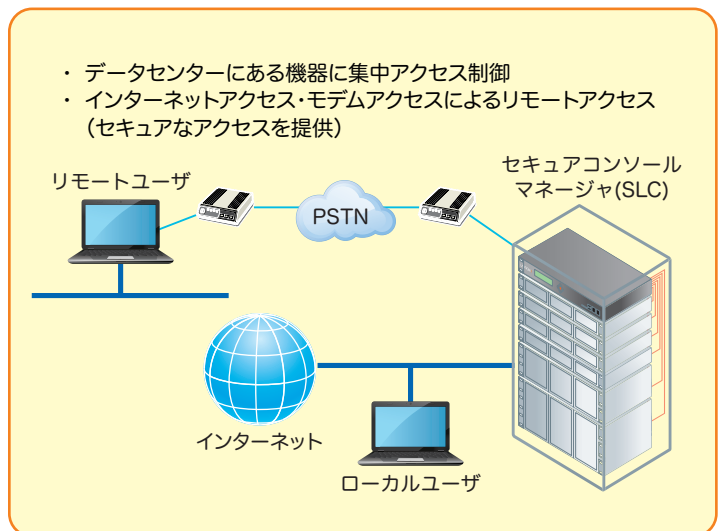 ・ データセンターにある機器に集中アクセス制御
・ インターネットアクセス・モデムアクセスによるリモートアクセス
（セキュアなアクセスを提供）
セキュアコンソール
マネージャ(SLC)
リモートユーザ
PSTN
インターネット
ローカルユーザ